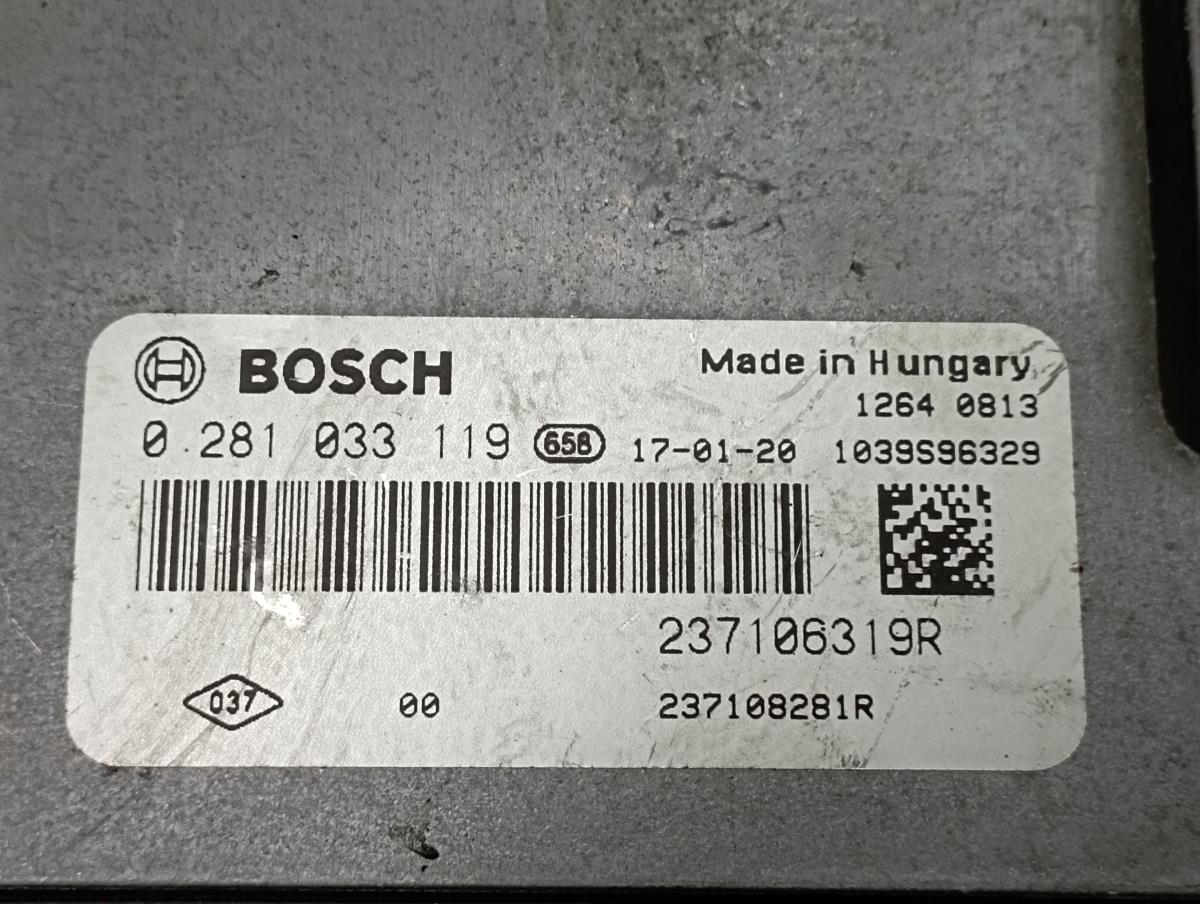 BOSCH
Made in Hungary
1264 0813
0 281 033 119 658 17-01-20 1039S96329
237106319R
037 00 237108281R